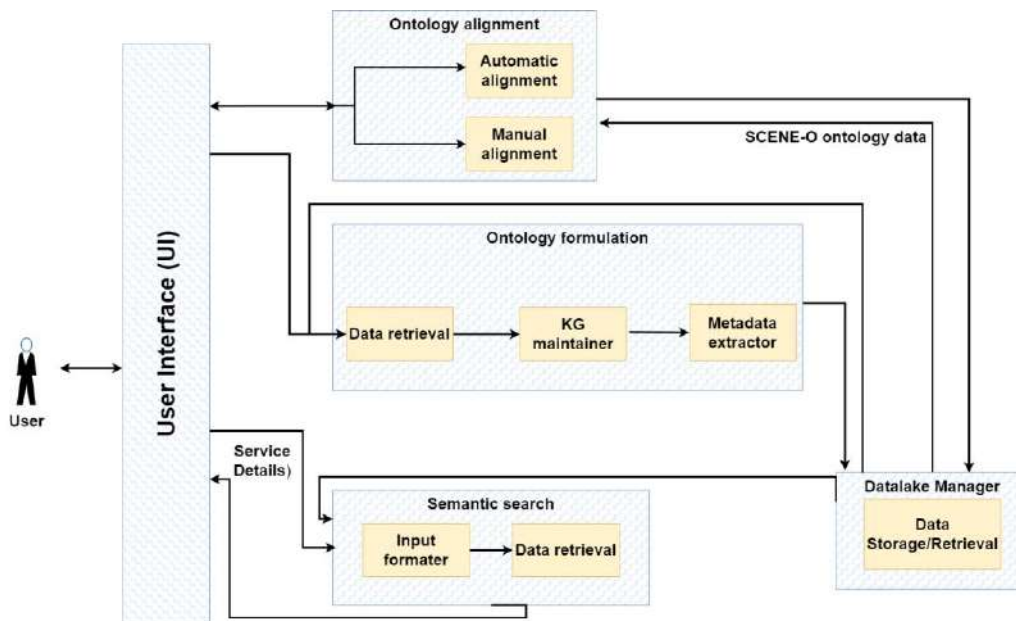 Ontology alignment
Automatic
alignment
Manual
alignment
SCENE-O ontology data
User Interface (UI)
Ontology formulation
Data retrieval
KG
maintainer
Metadata
extractor
User
Service
Details)
Semantic search
Input
formater
Data retrieval
Datalake Manager
Data
Storage/Retrieval